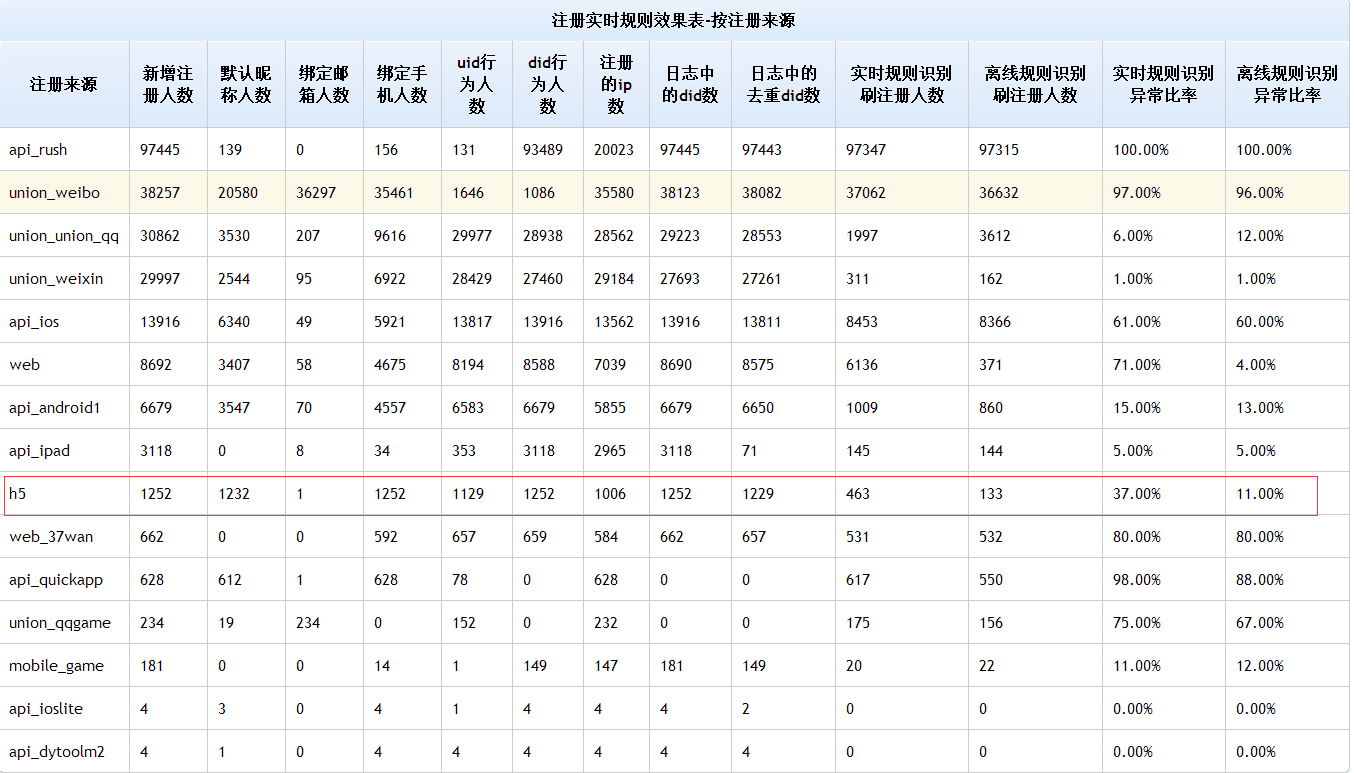 注册实时规则效果表-按注册来源
注册来源 新增注册人数 默认昵称人数 绑定邮箱人数 绑定手机人数 uid行为人数 did行为人数 注册的ip数 日志中的did数 日志中的去重did数 实时规则识别刷注册人数 离线规则识别刷注册人数 实时规则识别异常比率 离线规则识别异常比率
api_rush 97445 139 0 156 131 93489 20023 97445 97443 97347 97315 100.00% 100.00%
union_weibo 38257 20580 36297 35461 1646 1086 35580 38123 38082 37062 36632 97.00% 96.00%
union_union_qq 30862 3530 207 9616 29977 28938 28562 29223 28553 1997 3612 6.00% 12.00%
union_weixin 29997 2544 95 6922 28429 27460 29184 27693 27261 311 162 1.00% 1.00%
api_ios 13916 6340 49 5921 13817 13916 13562 13916 13811 8453 8366 61.00% 60.00%
web 8692 3407 58 4675 8194 8588 7039 8690 8575 6136 371 71.00% 4.00%
api_android1 6679 3547 70 4557 6583 6679 5855 6679 6650 1009 860 15.00% 13.00%
api_ipad 3118 0 8 34 353 3118 2965 3118 71 145 144 5.00% 5.00%
h5 1252 1232 1 1252 1129 1252 1006 1252 1229 463 133 37.00% 11.00%
web_37wan 662 0 0 592 657 659 584 662 657 531 532 80.00% 80.00%
api_quickapp 628 612 1 628 78 0 628 0 0 617 550 98.00% 88.00%
union_qqgame 234 19 234 0 152 0 232 0 0 175 156 75.00% 67.00%
mobile_game 181 0 0 14 1 149 147 181 149 20 22 11.00% 12.00%
api_ioslite 4 3 0 4 1 4 4 4 2 0 0 0.00% 0.00%
api_dytoolm2 4 1 0 4 4 4 4 4 4 0 0 0.00% 0.00%